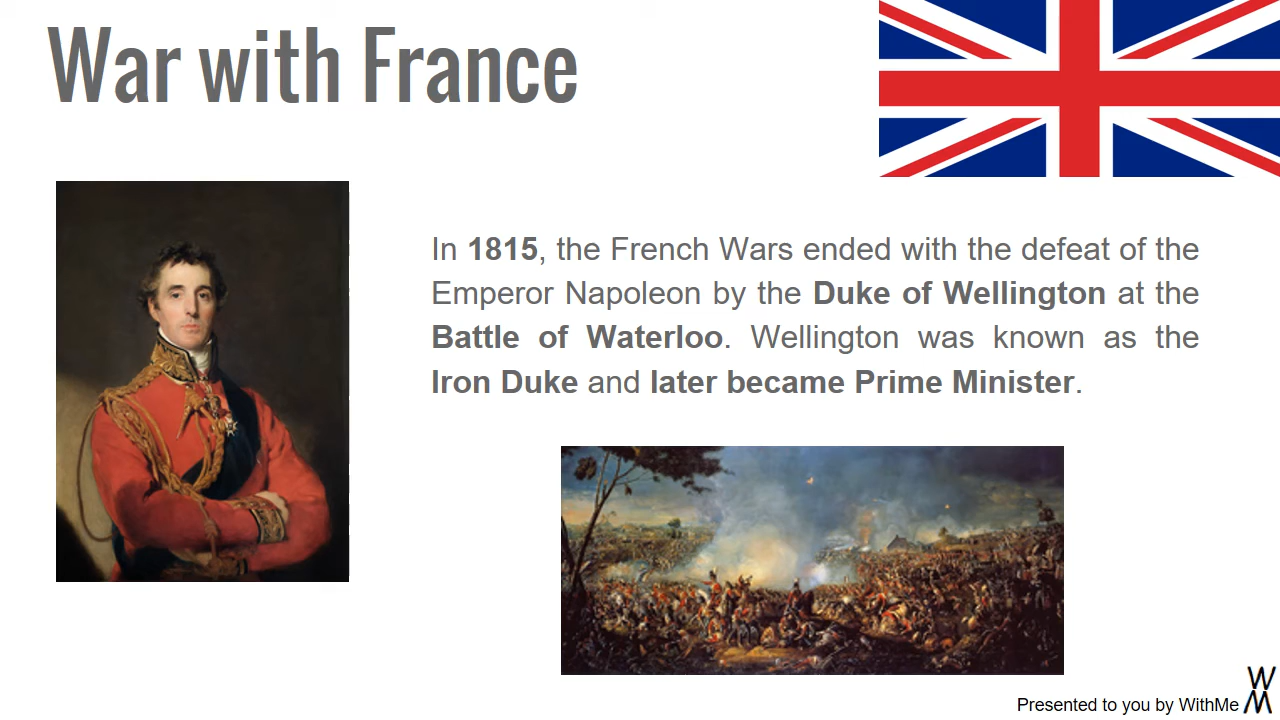 War with France
In 1815, the French Wars ended with the defeat of the
Emperor Napoleon by the Duke of Wellington at the
Battle of Waterloo. Wellington was known as the
Iron Duke and later became Prime Minister.
Presented to you by WithMe
W
M